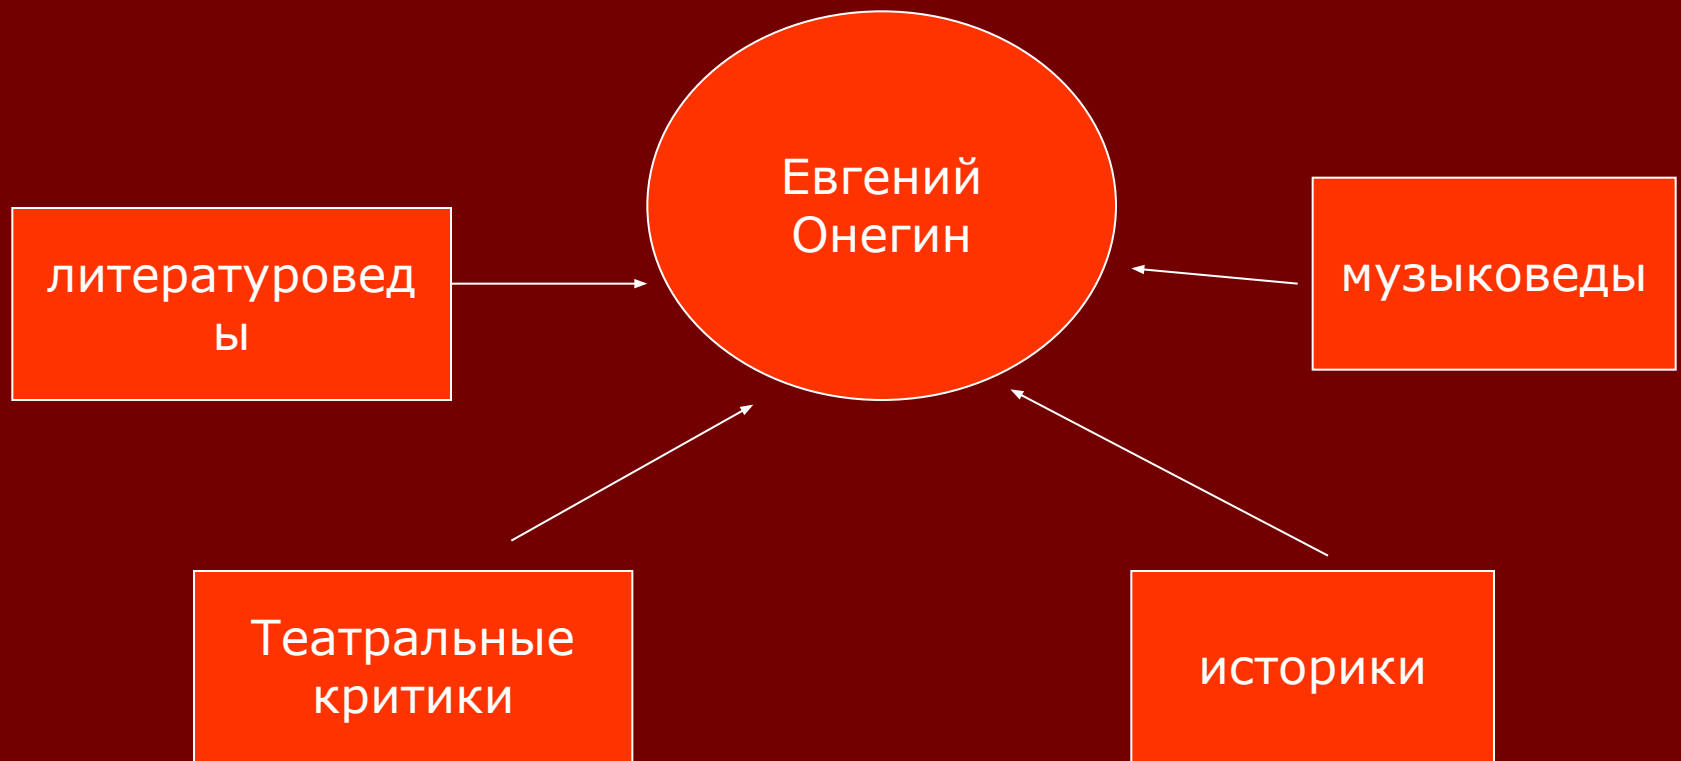 Евгений
Онегин
литературовед
ы
музыковеды
Театральные
критики
историки